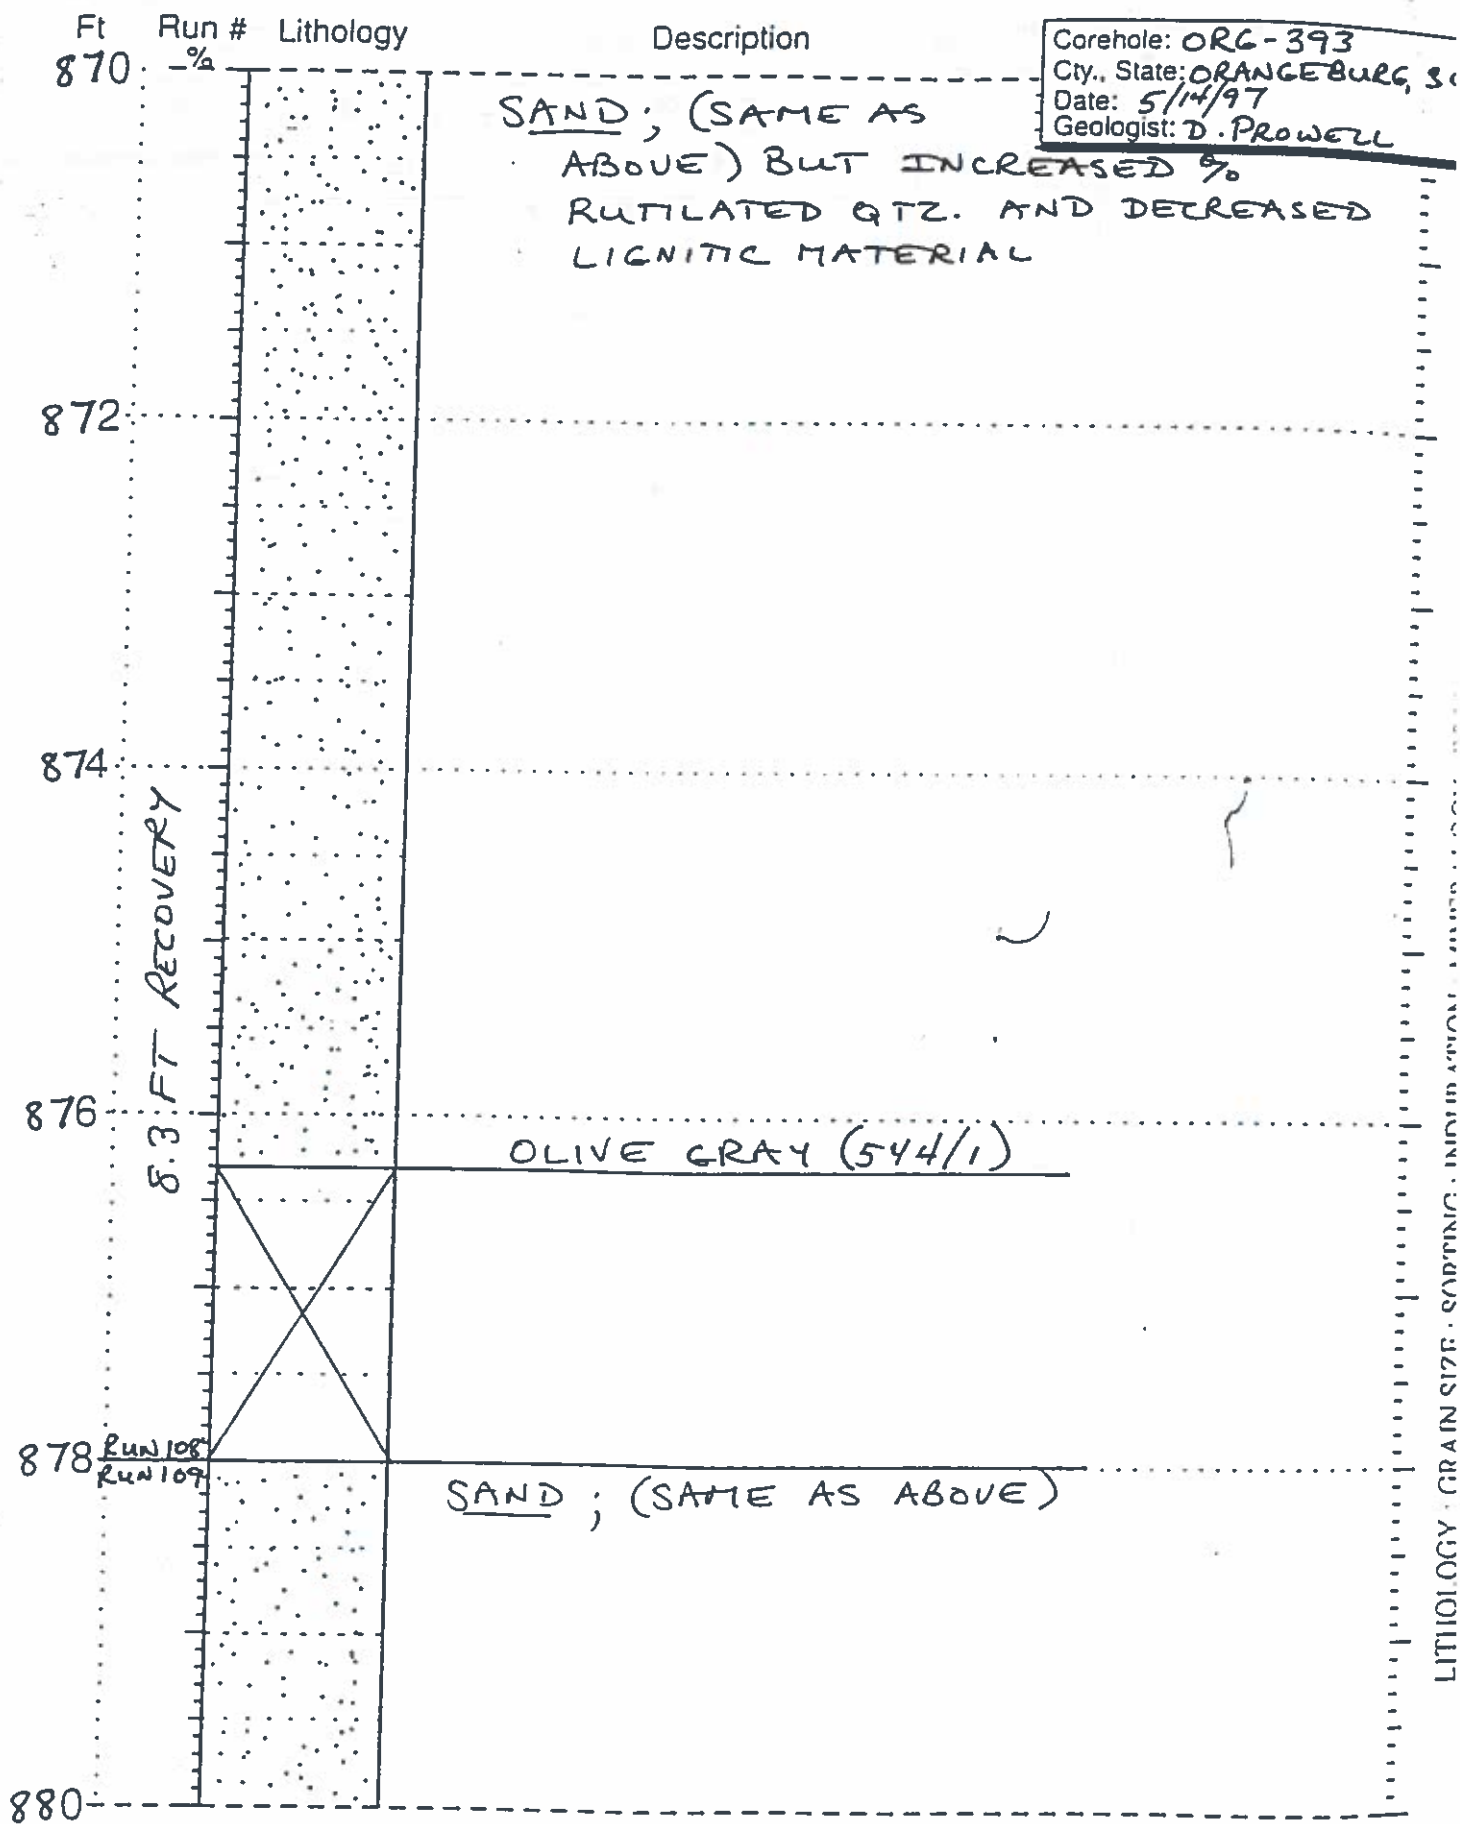 Ft Run # Lithology Description
-%
Corehole: ORG-393
Cty., State: ORANGEBURG, SC
Date: 5/14/97
Geologist: D. PROWELL
870
SAND; (SAME AS
ABOVE) BUT INCREASED %
RUTILATED QTZ. AND DECREASED
LIGNITIC MATERIAL
872
874
8.3 FT RECOVERY
876
OLIVE GRAY (5Y4/1)
878 RUN 108
RUN 109
SAND; (SAME AS ABOVE)
880
LITHOLOGY · GRAIN SIZE · SORTING · INDURATION